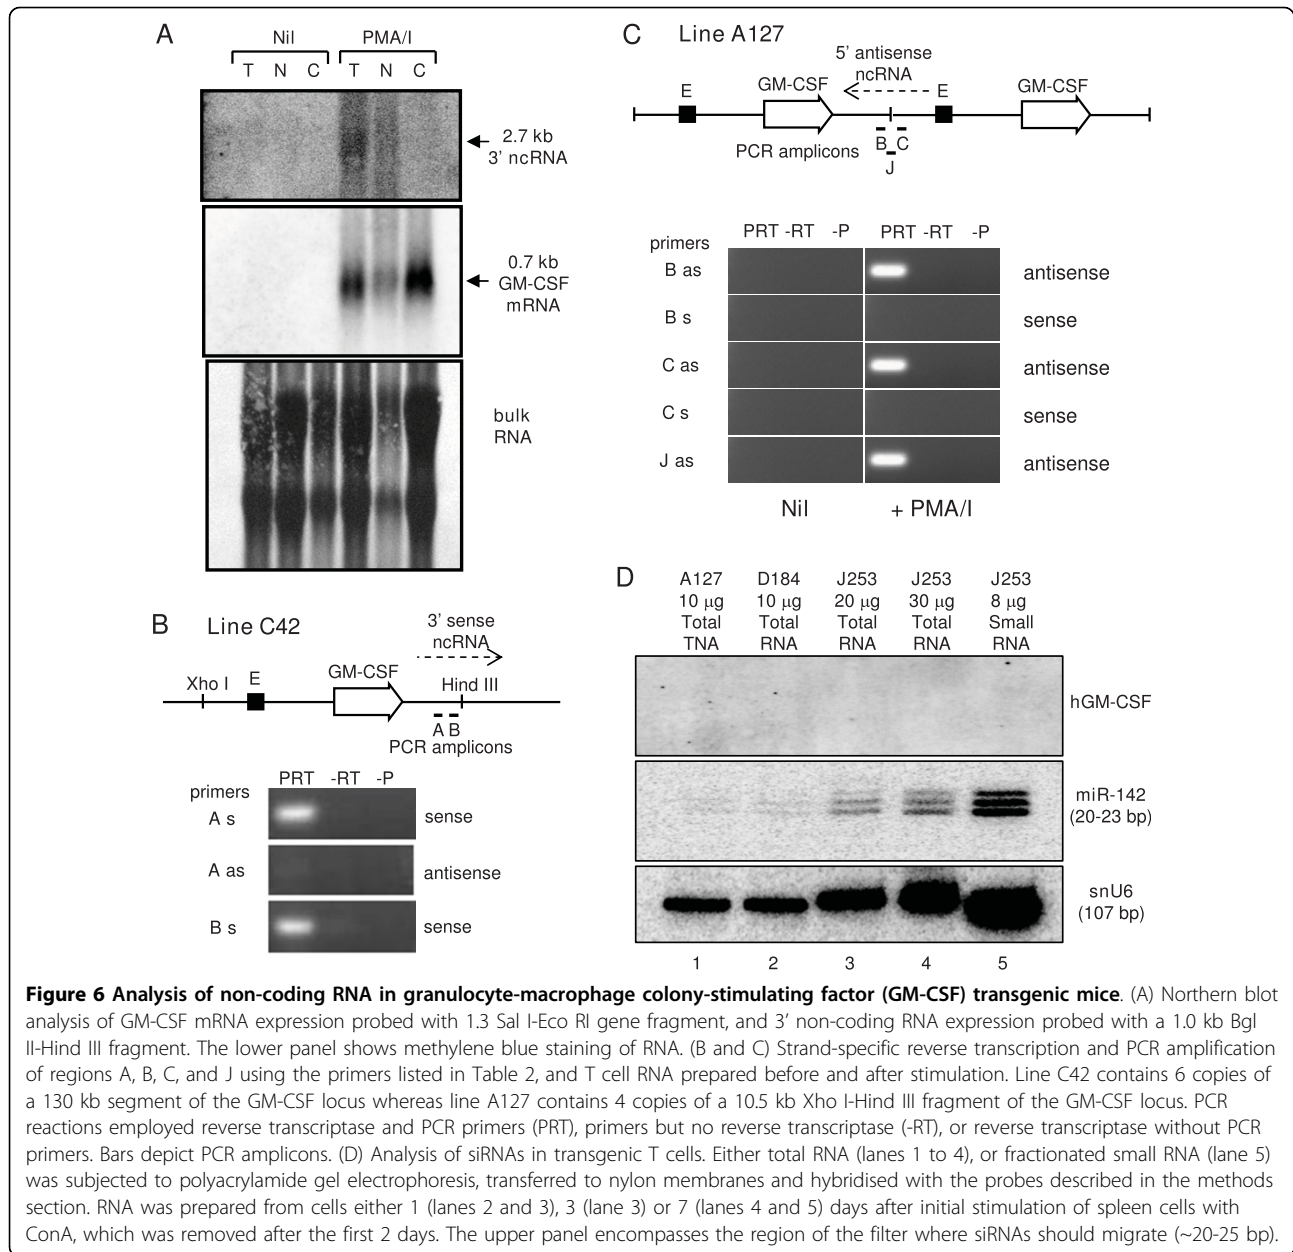 A
Nil PMA/I
T N C T N C
2.7 kb
3' ncRNA
0.7 kb
GM-CSF
mRNA
bulk
RNA
B Line C42
3' sense
ncRNA
Xho I E GM-CSF Hind III
A B
PCR amplicons
primers PRT -RT -P
A s sense
A as antisense
B s sense
C Line A127
5' antisense
ncRNA
E GM-CSF E GM-CSF
PCR amplicons B C
J
primers PRT -RT -P PRT -RT -P
B as antisense
B s sense
C as antisense
C s sense
J as antisense
Nil + PMA/I
D
A127 D184 J253 J253 J253
10 µg 10 µg 20 µg 30 µg 8 µg
Total Total Total Total Small
TNA RNA RNA RNA RNA
hGM-CSF
miR-142
(20-23 bp)
snU6
(107 bp)
1 2 3 4 5
Figure 6 Analysis of non-coding RNA in granulocyte-macrophage colony-stimulating factor (GM-CSF) transgenic mice. (A) Northern blot
analysis of GM-CSF mRNA expression probed with 1.3 Sal I-Eco RI gene fragment, and 3' non-coding RNA expression probed with a 1.0 kb Bgl
II-Hind III fragment. The lower panel shows methylene blue staining of RNA. (B and C) Strand-specific reverse transcription and PCR amplification
of regions A, B, C, and J using the primers listed in Table 2, and T cell RNA prepared before and after stimulation. Line C42 contains 6 copies of
a 130 kb segment of the GM-CSF locus whereas line A127 contains 4 copies of a 10.5 kb Xho I-Hind III fragment of the GM-CSF locus. PCR
reactions employed reverse transcriptase and PCR primers (PRT), primers but no reverse transcriptase (-RT), or reverse transcriptase without PCR
primers. Bars depict PCR amplicons. (D) Analysis of siRNAs in transgenic T cells. Either total RNA (lanes 1 to 4), or fractionated small RNA (lane 5)
was subjected to polyacrylamide gel electrophoresis, transferred to nylon membranes and hybridised with the probes described in the methods
section. RNA was prepared from cells either 1 (lanes 2 and 3), 3 (lane 3) or 7 (lanes 4 and 5) days after initial stimulation of spleen cells with
ConA, which was removed after the first 2 days. The upper panel encompasses the region of the filter where siRNAs should migrate (~20-25 bp).